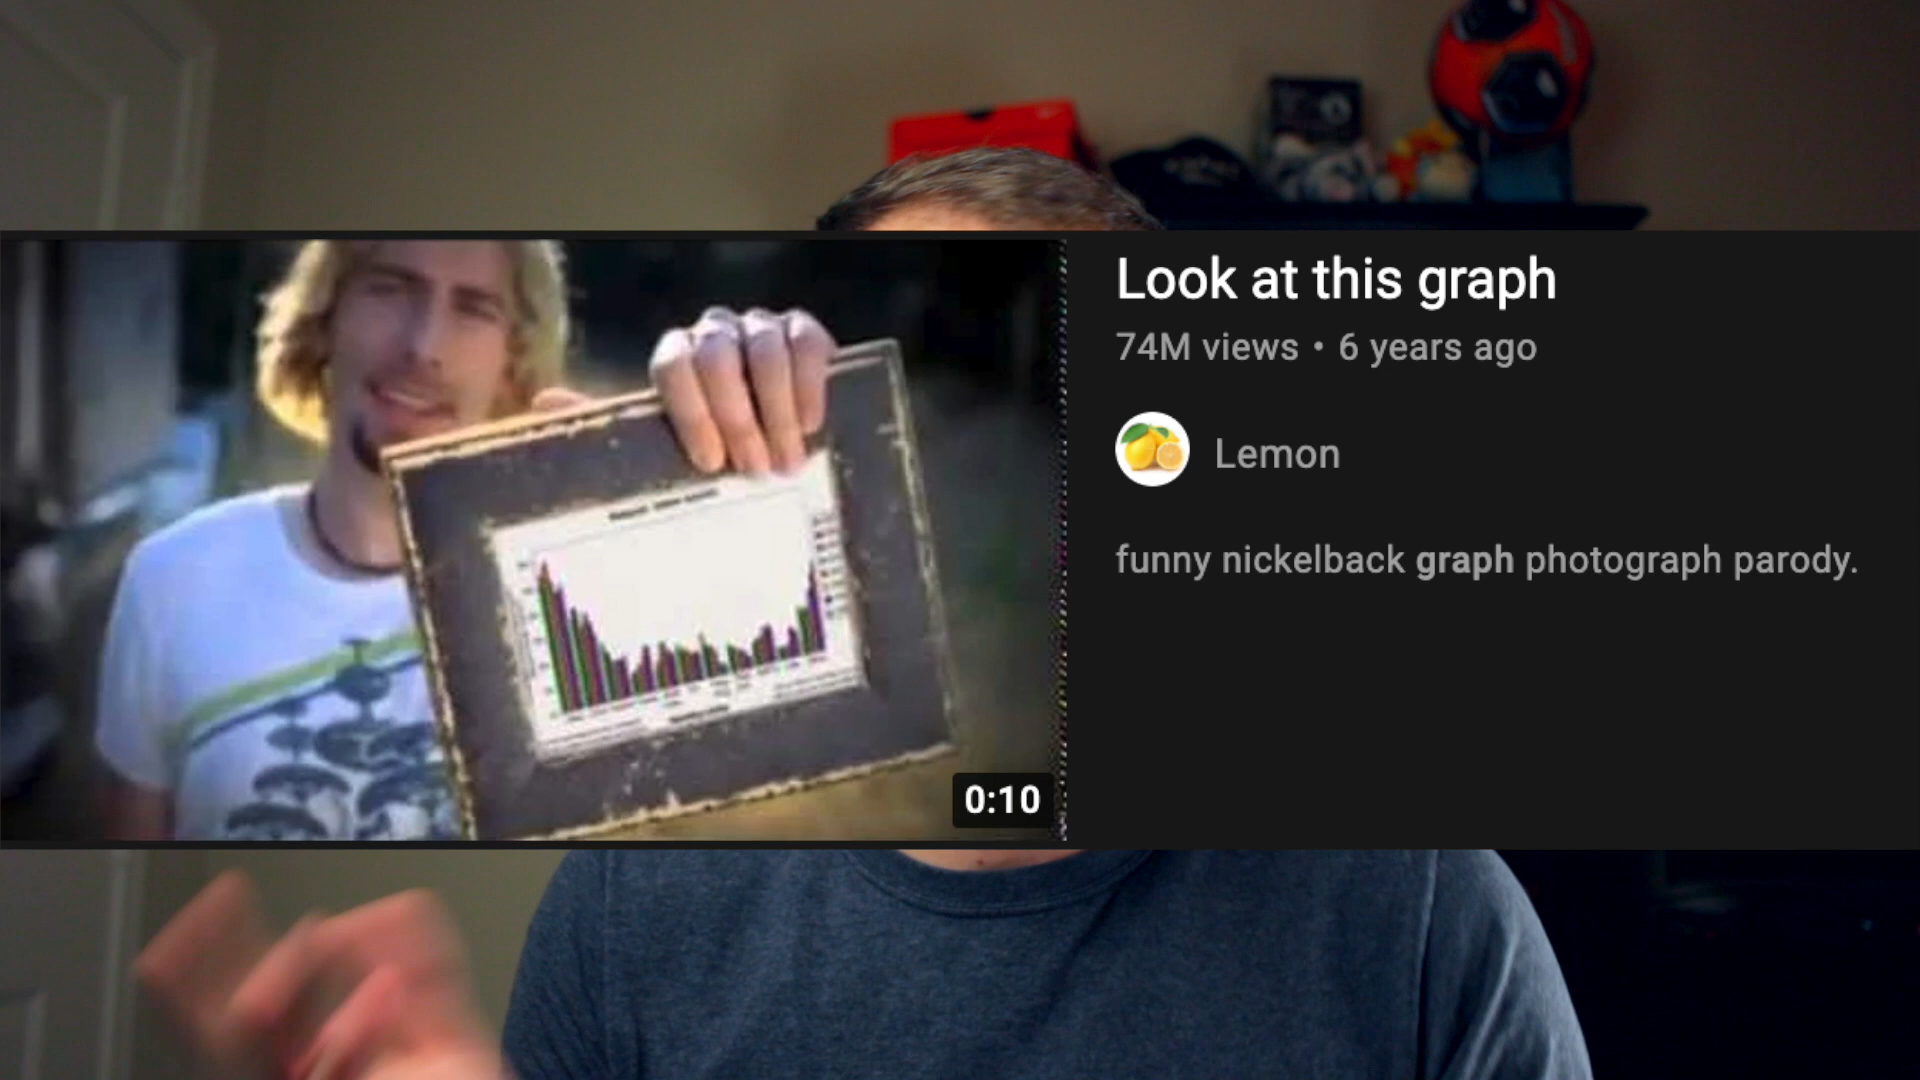 Look at this graph
74M views • 6 years ago
Lemon
funny nickelback graph photograph parody.
0:10